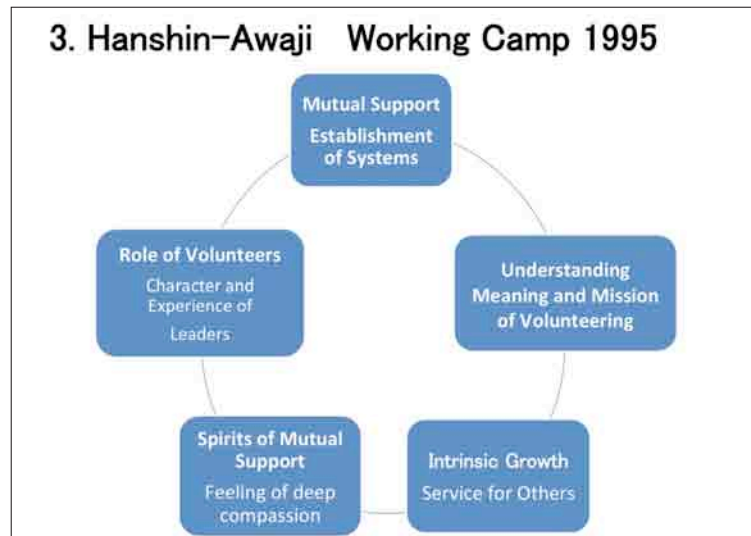 3. Hanshin-Awaji Working Camp 1995
Mutual Support
Establishment
of Systems
Understanding
Meaning and Mission
of Volunteering
Intrinsic Growth
Service for Others
Spirits of Mutual
Support
Feeling of deep
compassion
Role of Volunteers
Character and
Experience of
Leaders